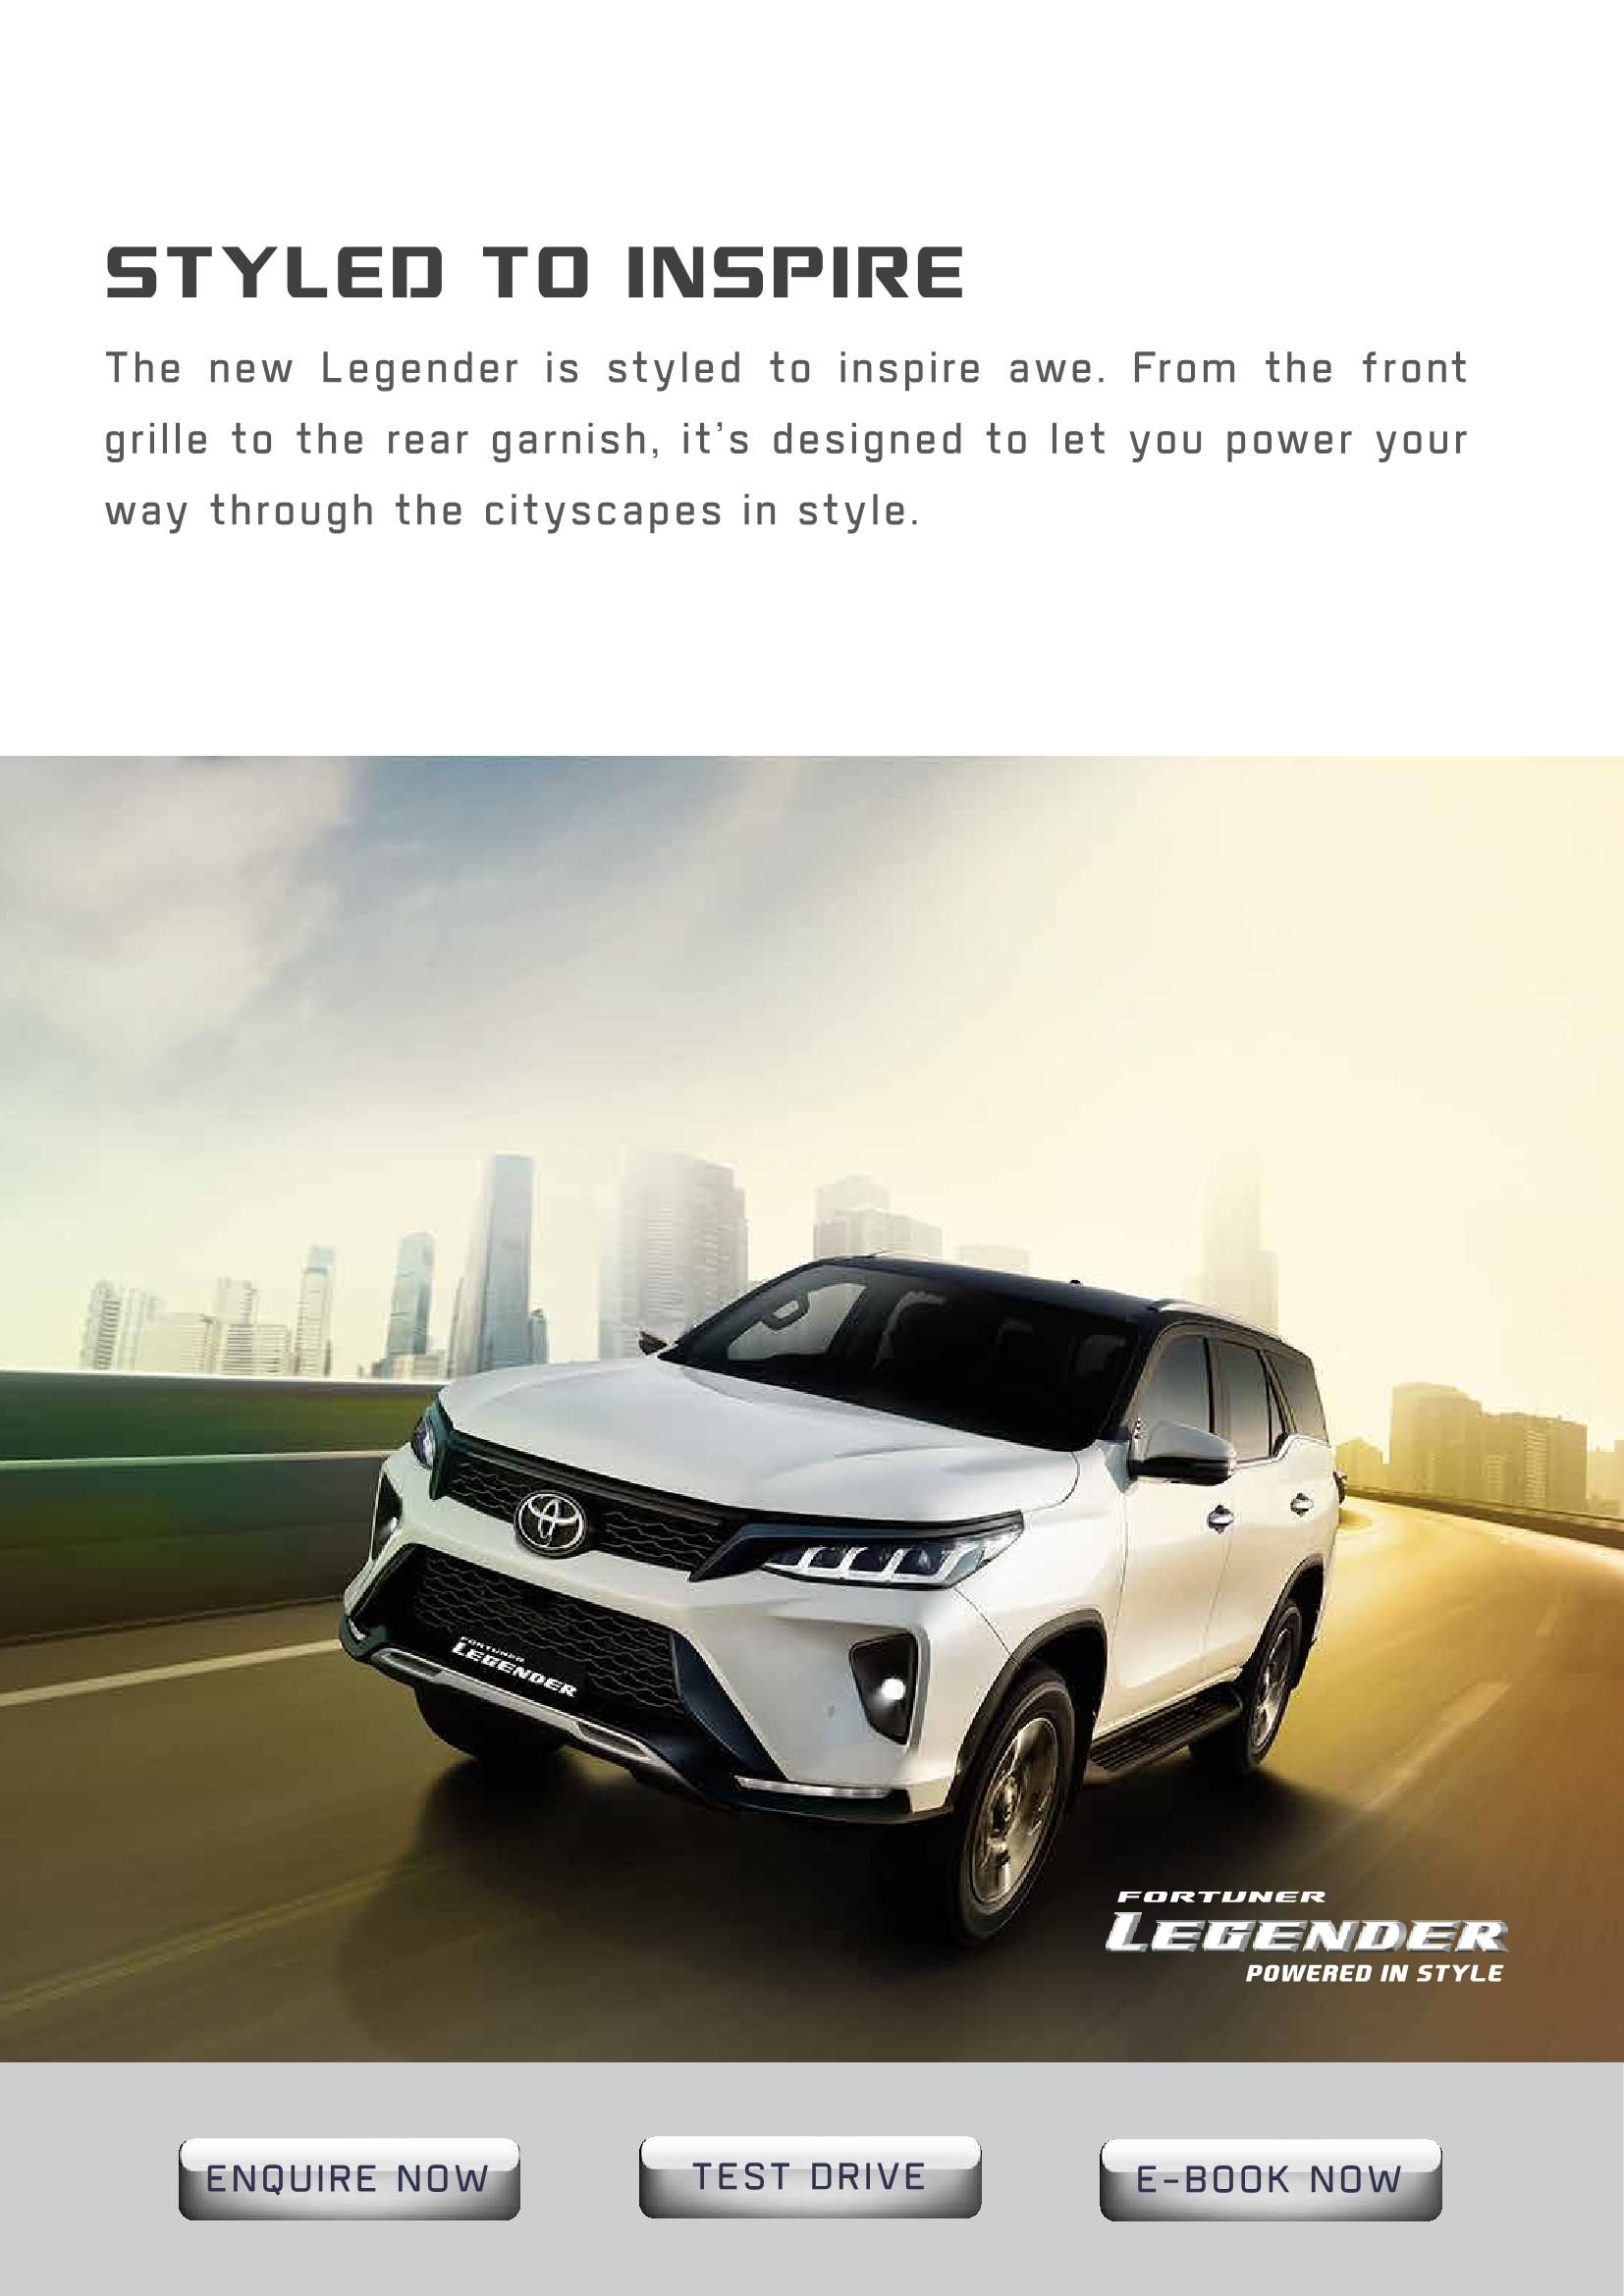 STYLED TO INSPIRE
The new Legender is styled to inspire awe. From the front
grille to the rear garnish, it’s designed to let you power your
way through the cityscapes in style.
FORTUNER
LEGENDER
FORTUNER
LEGENDER
POWERED IN STYLE
ENQUIRE NOW
TEST DRIVE
E-BOOK NOW